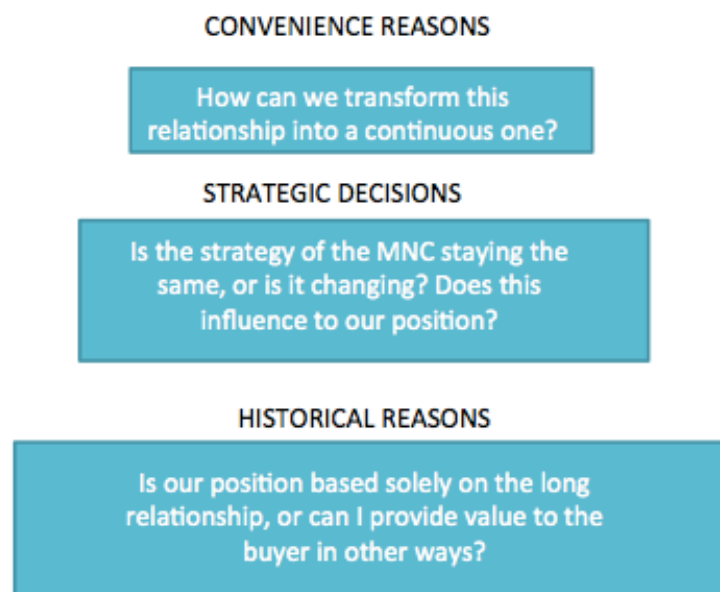 CONVENIENCE REASONS
How can we transform this
relationship into a continuous one?
STRATEGIC DECISIONS
Is the strategy of the MNC staying the
same, or is it changing? Does this
influence to our position?
HISTORICAL REASONS
Is our position based solely on the long
relationship, or can I provide value to the
buyer in other ways?